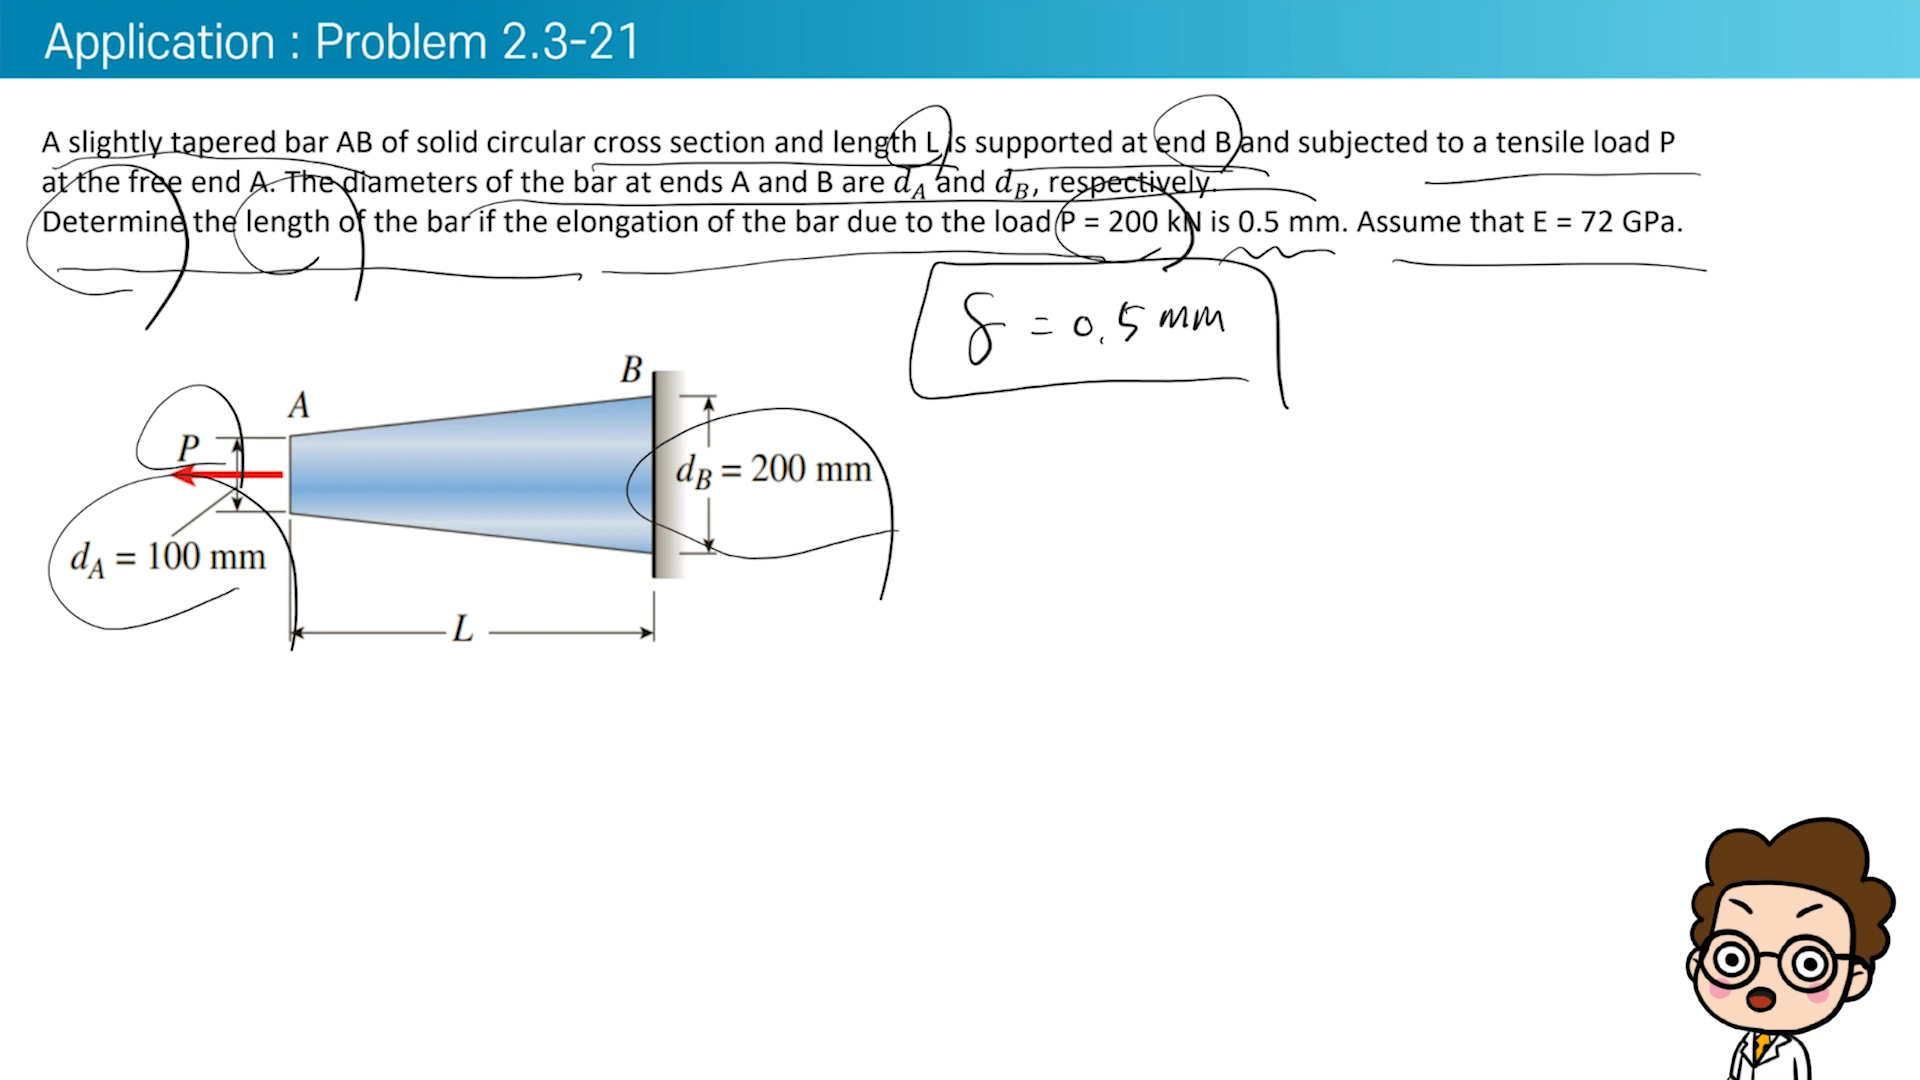 Application : Problem 2.3-21
A slightly tapered bar AB of solid circular cross section and length L is supported at end B and subjected to a tensile load P
at the free end A. The diameters of the bar at ends A and B are d_A and d_B, respectively.
Determine the length of the bar if the elongation of the bar due to the load P = 200 kN is 0.5 mm. Assume that E = 72 GPa.
δ = 0.5 mm
B
A
P
d_B = 200 mm
d_A = 100 mm
L